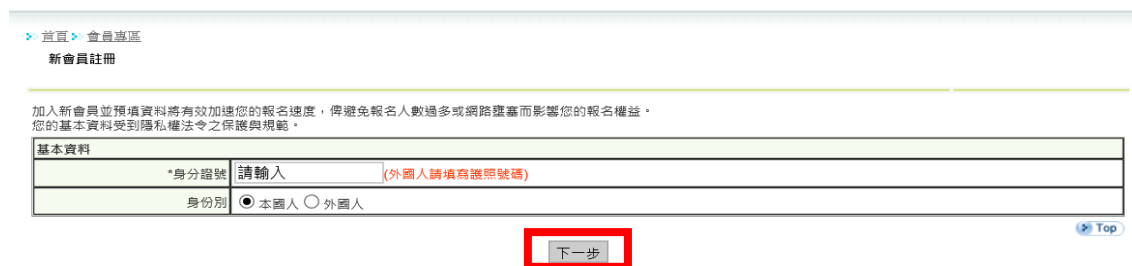 首頁 會員專區
新會員註冊
加入新會員並預填資料將有效加速您的報名速度，俾避免報名人數過多或網路壅塞而影響您的報名權益。
您的基本資料受到隱私權法令之保護與規範。
基本資料
*身分證號 請輸入 (外國人請填寫護照號碼)
身份別 本國人 外國人
Top
下一步